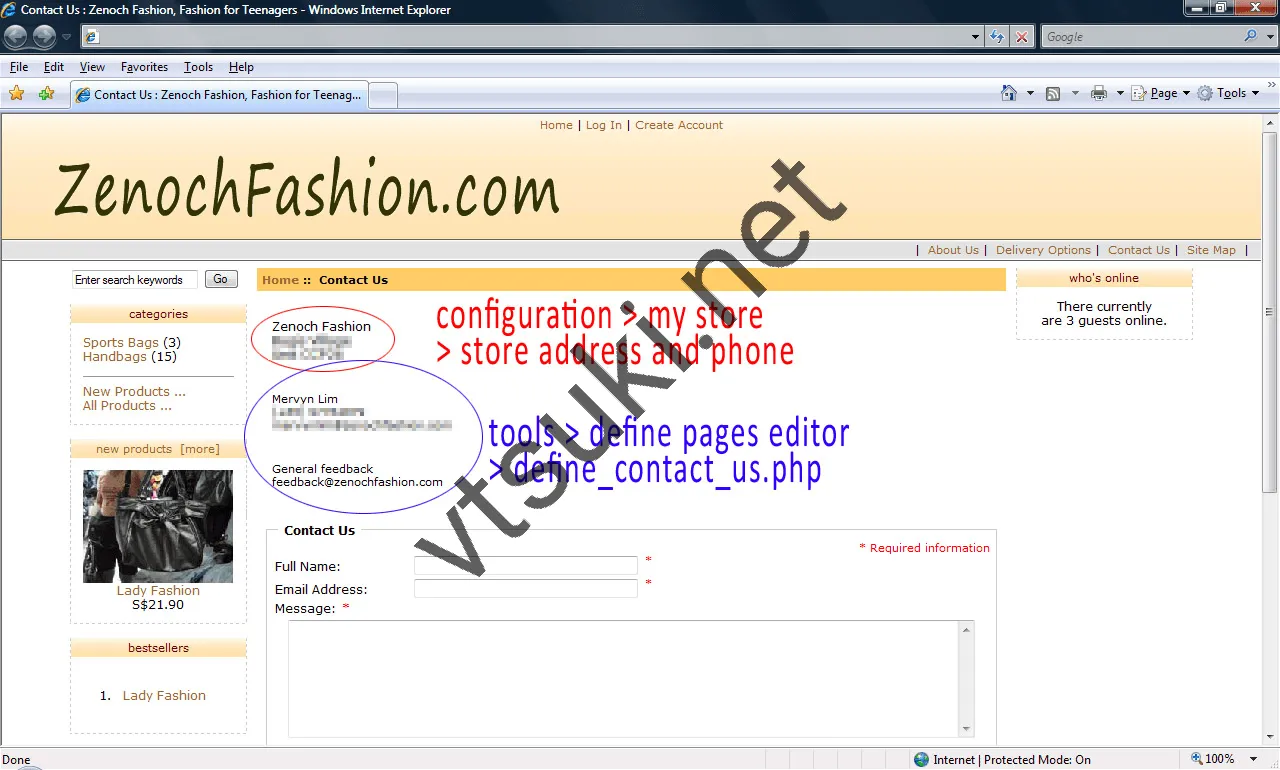 Contact Us : Zenoch Fashion, Fashion for Teenagers - Windows Internet Explorer
Google
File Edit View Favorites Tools Help
Contact Us : Zenoch Fashion, Fashion for Teenag...
Page Tools
Home | Log In | Create Account
ZenochFashion.com
| About Us | Delivery Options | Contact Us | Site Map |
Enter search keywords Go
Home :: Contact Us
who's online
There currently
are 3 guests online.
categories
Sports Bags (3)
Handbags (15)
New Products ...
All Products ...
new products [more]
Lady Fashion
S$21.90
bestsellers
1. Lady Fashion
Zenoch Fashion
configuration > my store
> store address and phone
Mervyn Lim
tools > define pages editor
> define_contact_us.php
General feedback
feedback@zenochfashion.com
vtsuki.net
Contact Us
* Required information
Full Name: *
Email Address: *
Message: *
Done
Internet | Protected Mode: On
100%